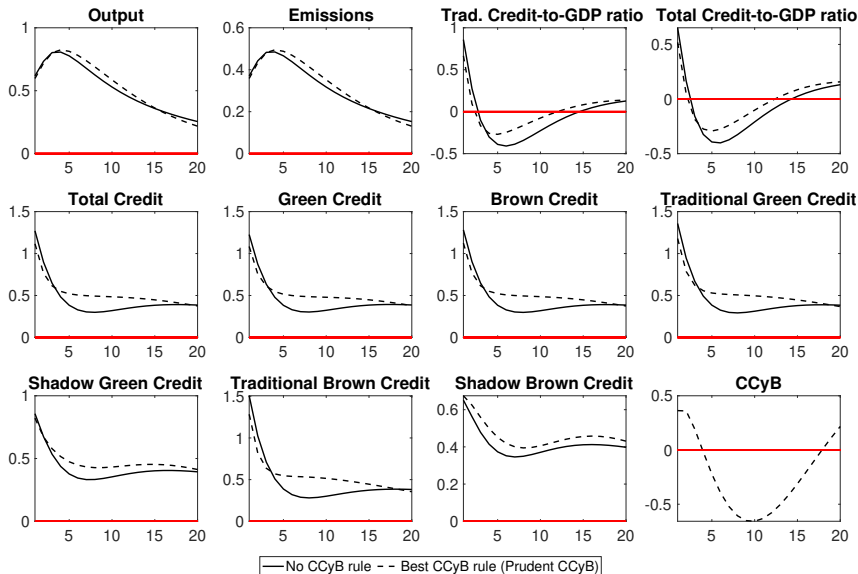 Output
Emissions
Trad. Credit-to-GDP ratio
Total Credit-to-GDP ratio
1
0.5
0
5 10 15 20
0.6
0.4
0.2
0
5 10 15 20
1
0.5
0
-0.5
5 10 15 20
0.5
0
-0.5
5 10 15 20
Total Credit
Green Credit
Brown Credit
Traditional Green Credit
1.5
1
0.5
0
5 10 15 20
1.5
1
0.5
0
5 10 15 20
1.5
1
0.5
0
5 10 15 20
1.5
1
0.5
0
5 10 15 20
Shadow Green Credit
Traditional Brown Credit
Shadow Brown Credit
CCyB
1
0.5
0
5 10 15 20
1.5
1
0.5
0
5 10 15 20
0.6
0.4
0.2
0
5 10 15 20
0.5
0
-0.5
5 10 15 20
No CCyB rule
Best CCyB rule (Prudent CCyB)